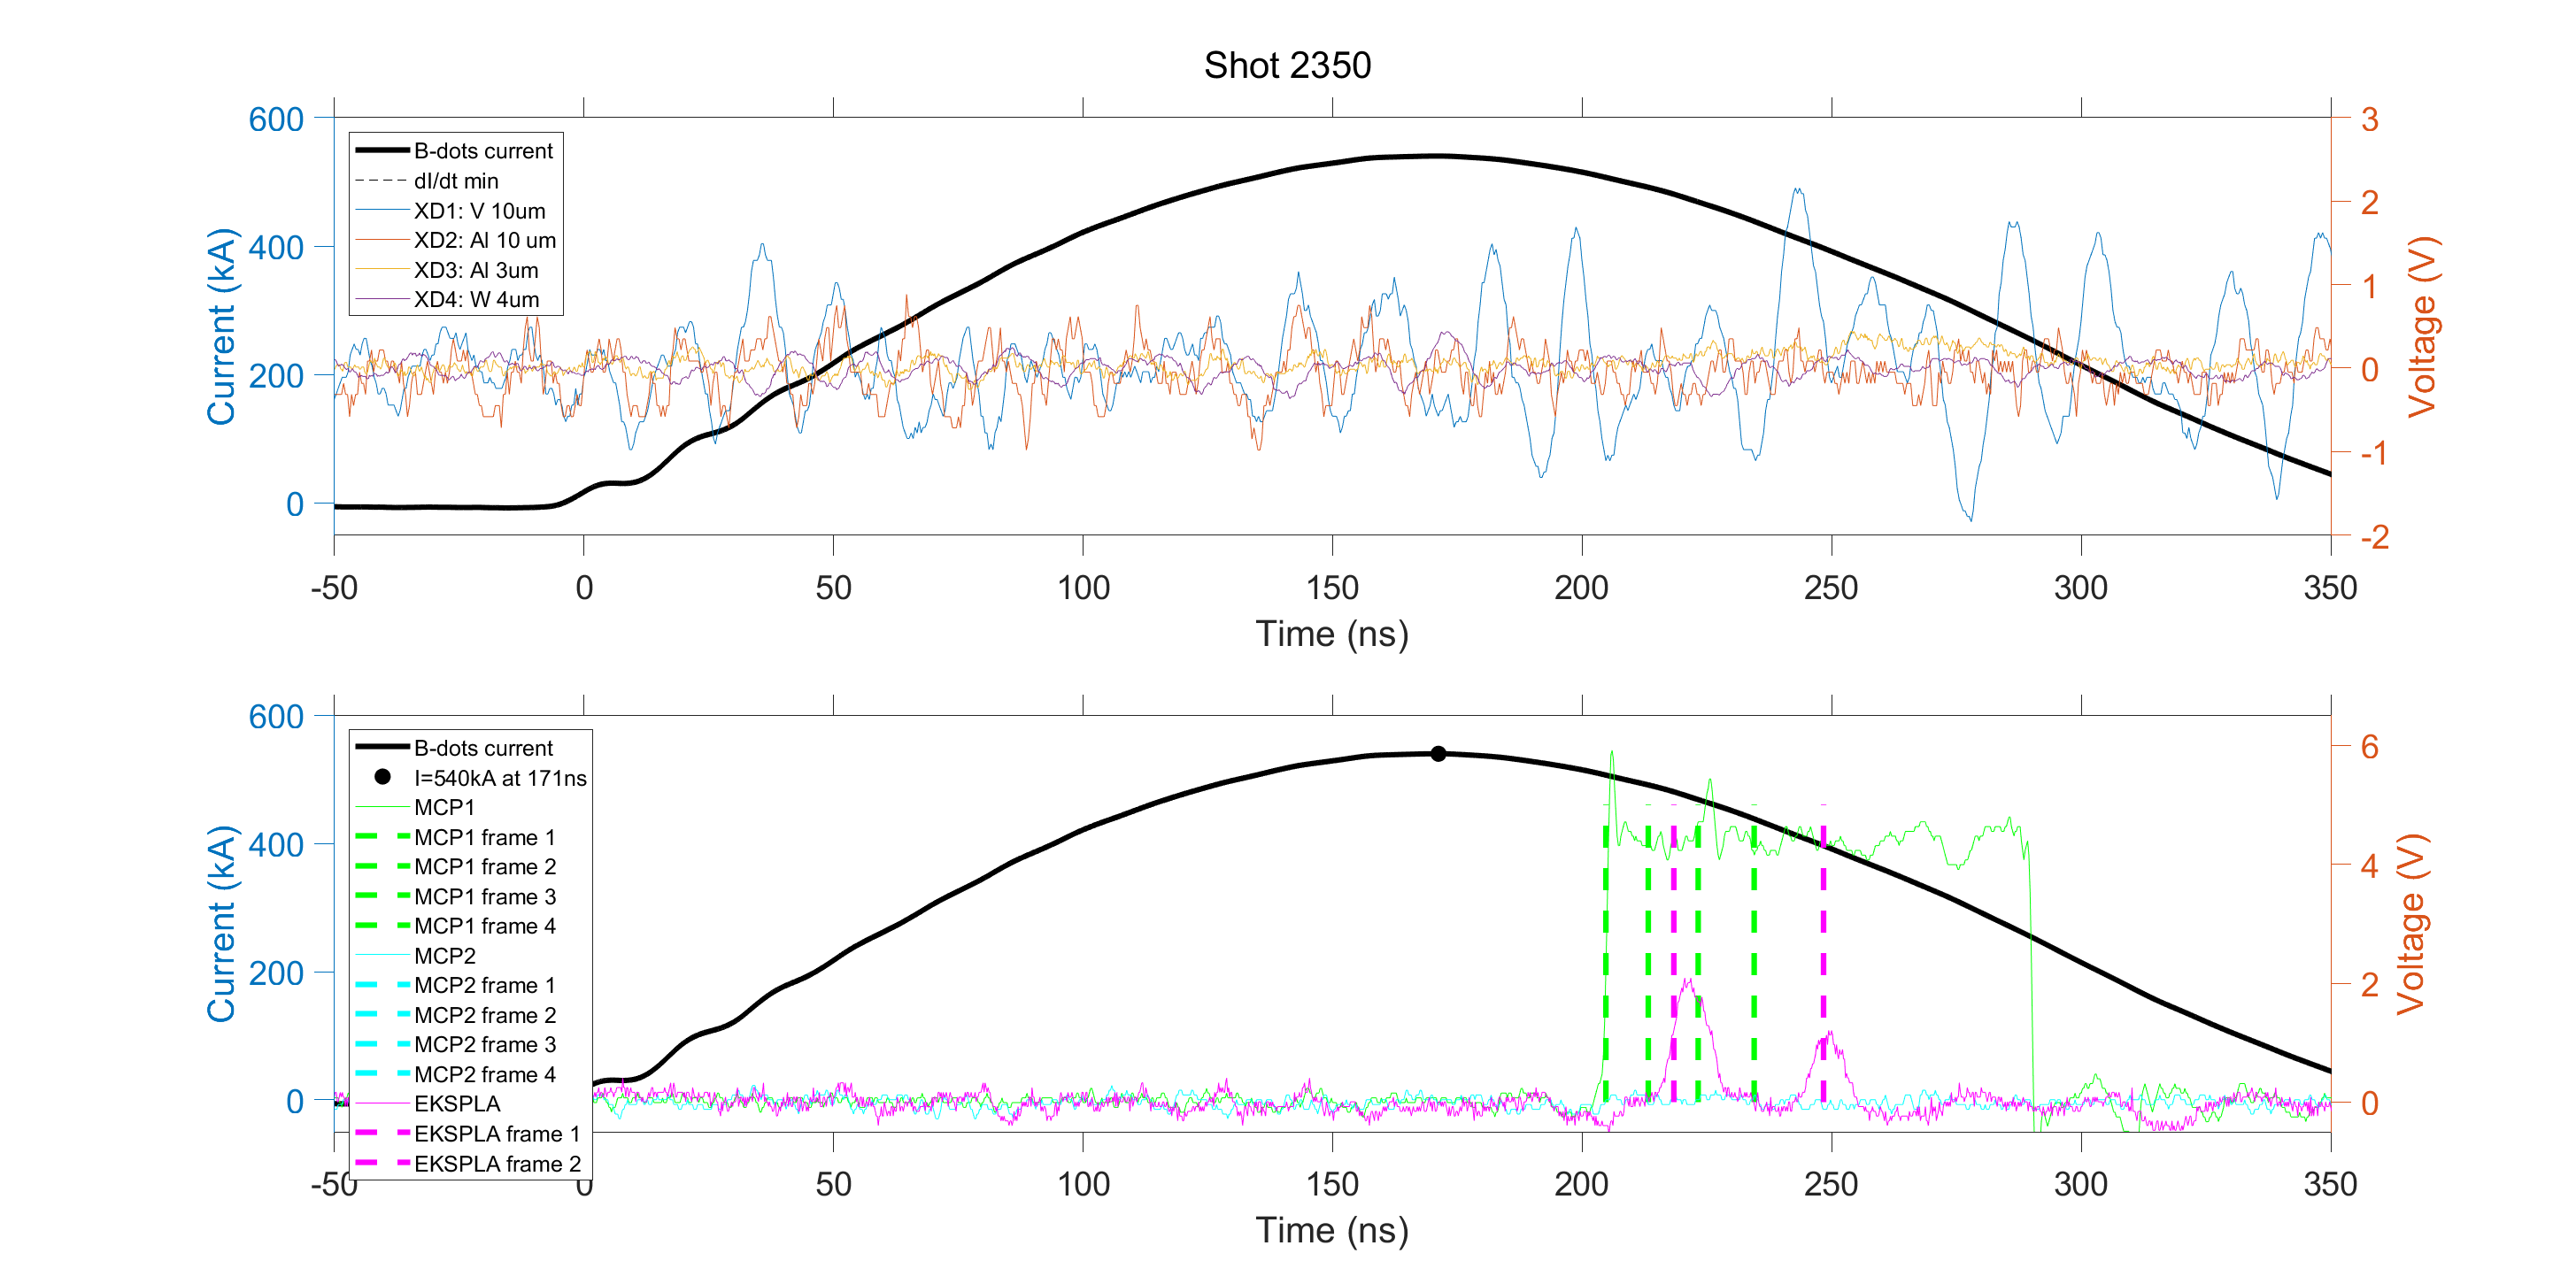 Shot 2350
600
400
200
0
Current (kA)
B-dots current
dI/dt min
XD1: V 10um
XD2: Al 10 um
XD3: Al 3um
XD4: W 4um
3
2
1
0
-1
-2
Voltage (V)
-50 0 50 100 150 200 250 300 350
Time (ns)
600
400
200
0
Current (kA)
B-dots current
I=540kA at 171ns
MCP1
MCP1 frame 1
MCP1 frame 2
MCP1 frame 3
MCP1 frame 4
MCP2
MCP2 frame 1
MCP2 frame 2
MCP2 frame 3
MCP2 frame 4
EKSPLA
EKSPLA frame 1
EKSPLA frame 2
6
4
2
0
Voltage (V)
-50 0 50 100 150 200 250 300 350
Time (ns)